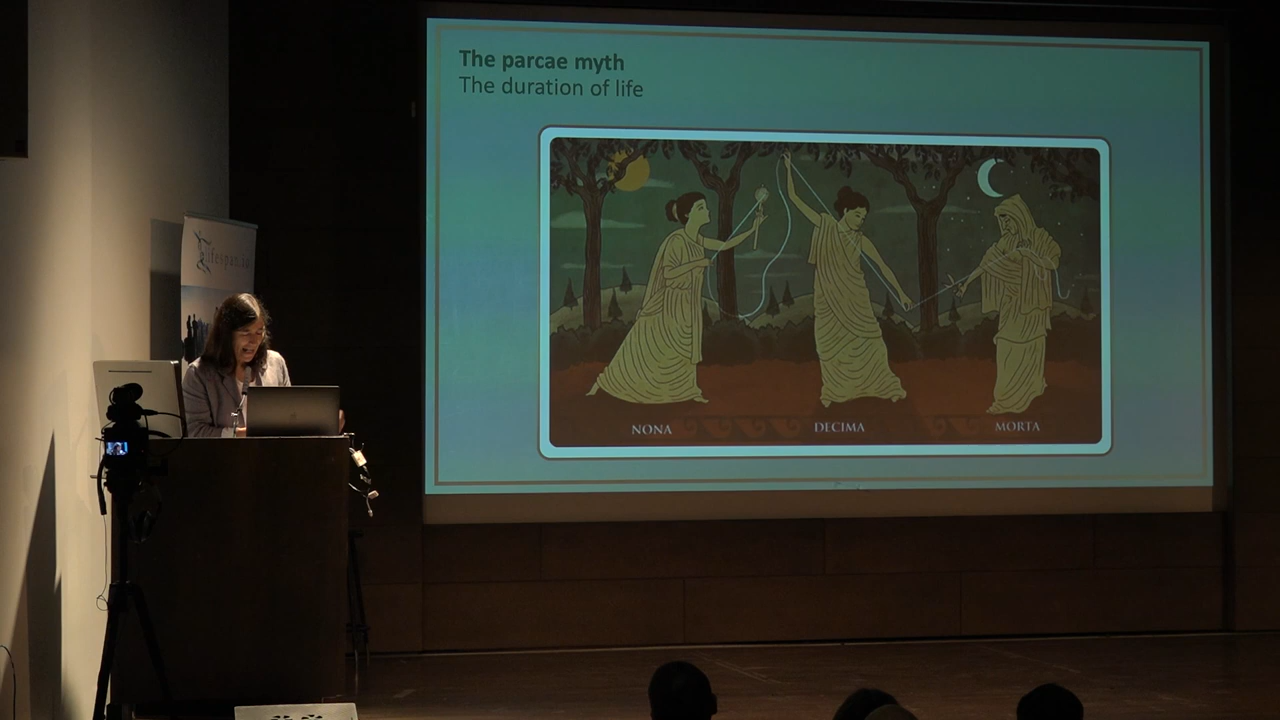 The parcae myth
The duration of life
NONA
DECIMA
MORTA